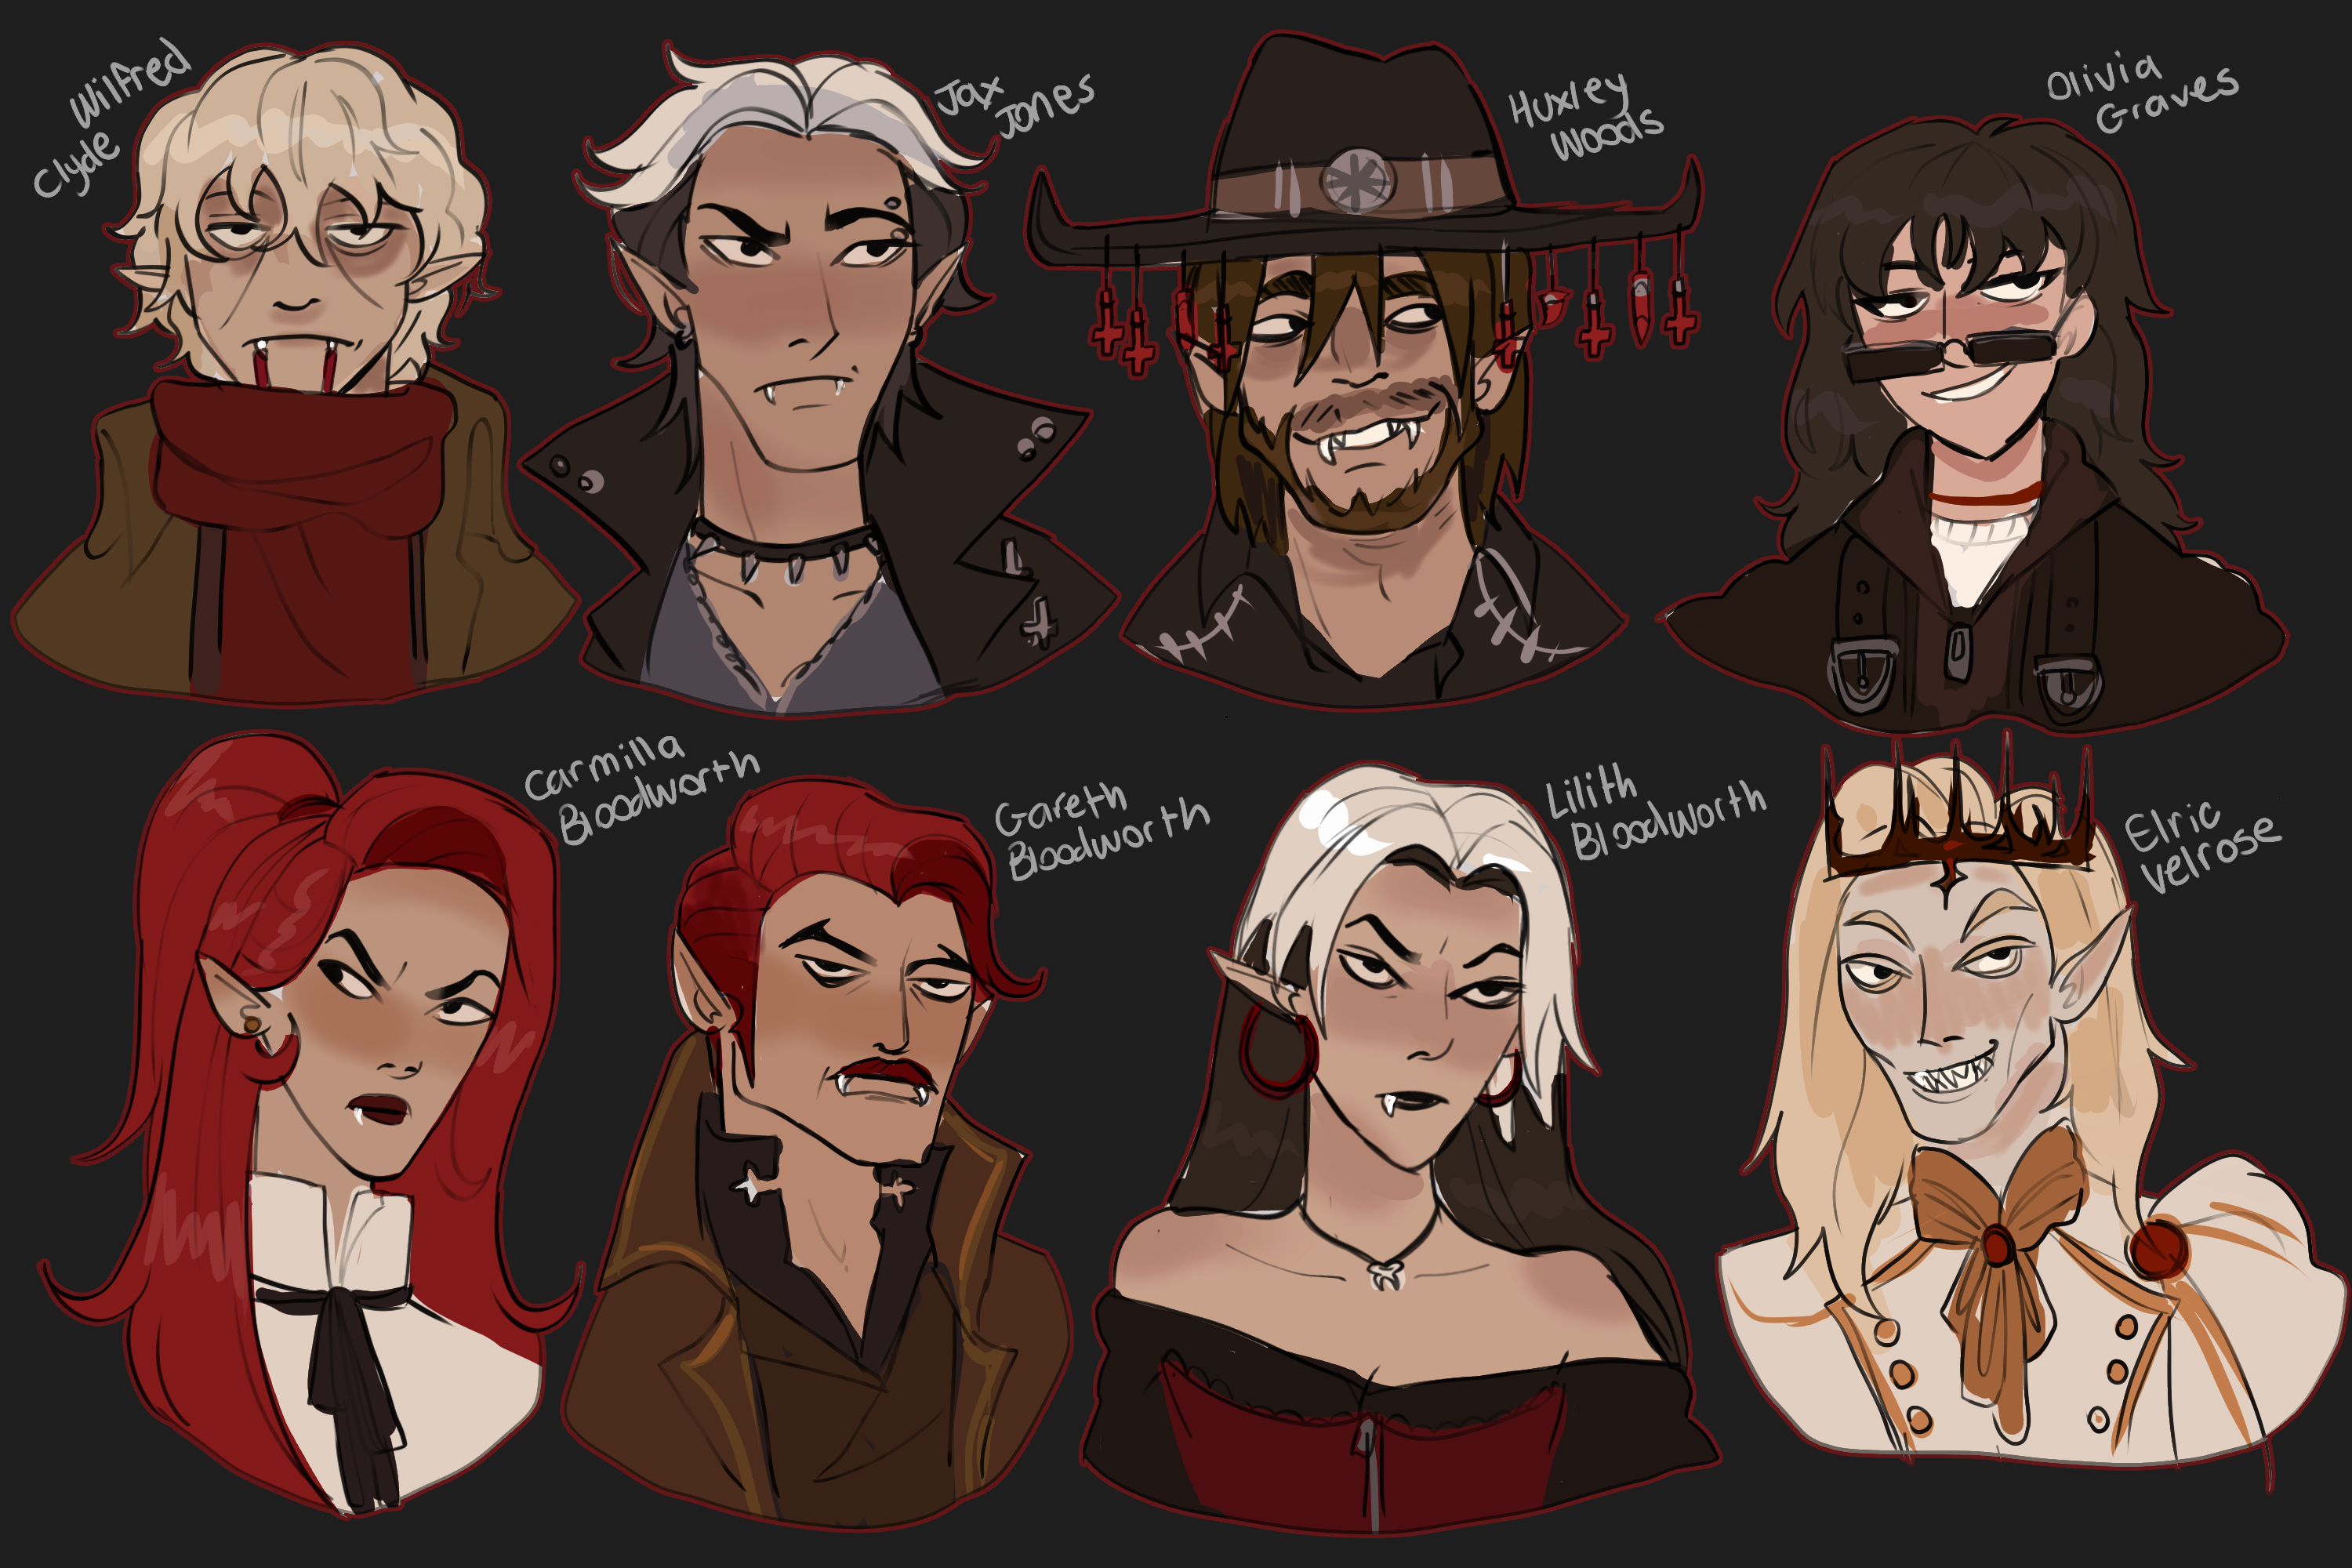 Wilfred
Clyde
Jax
Jones
Huxley
Woods
Olivia
Graves
Carmilla
Bloodworth
Gareth
Bloodworth
Lilith
Bloodworth
Elric
Velrose